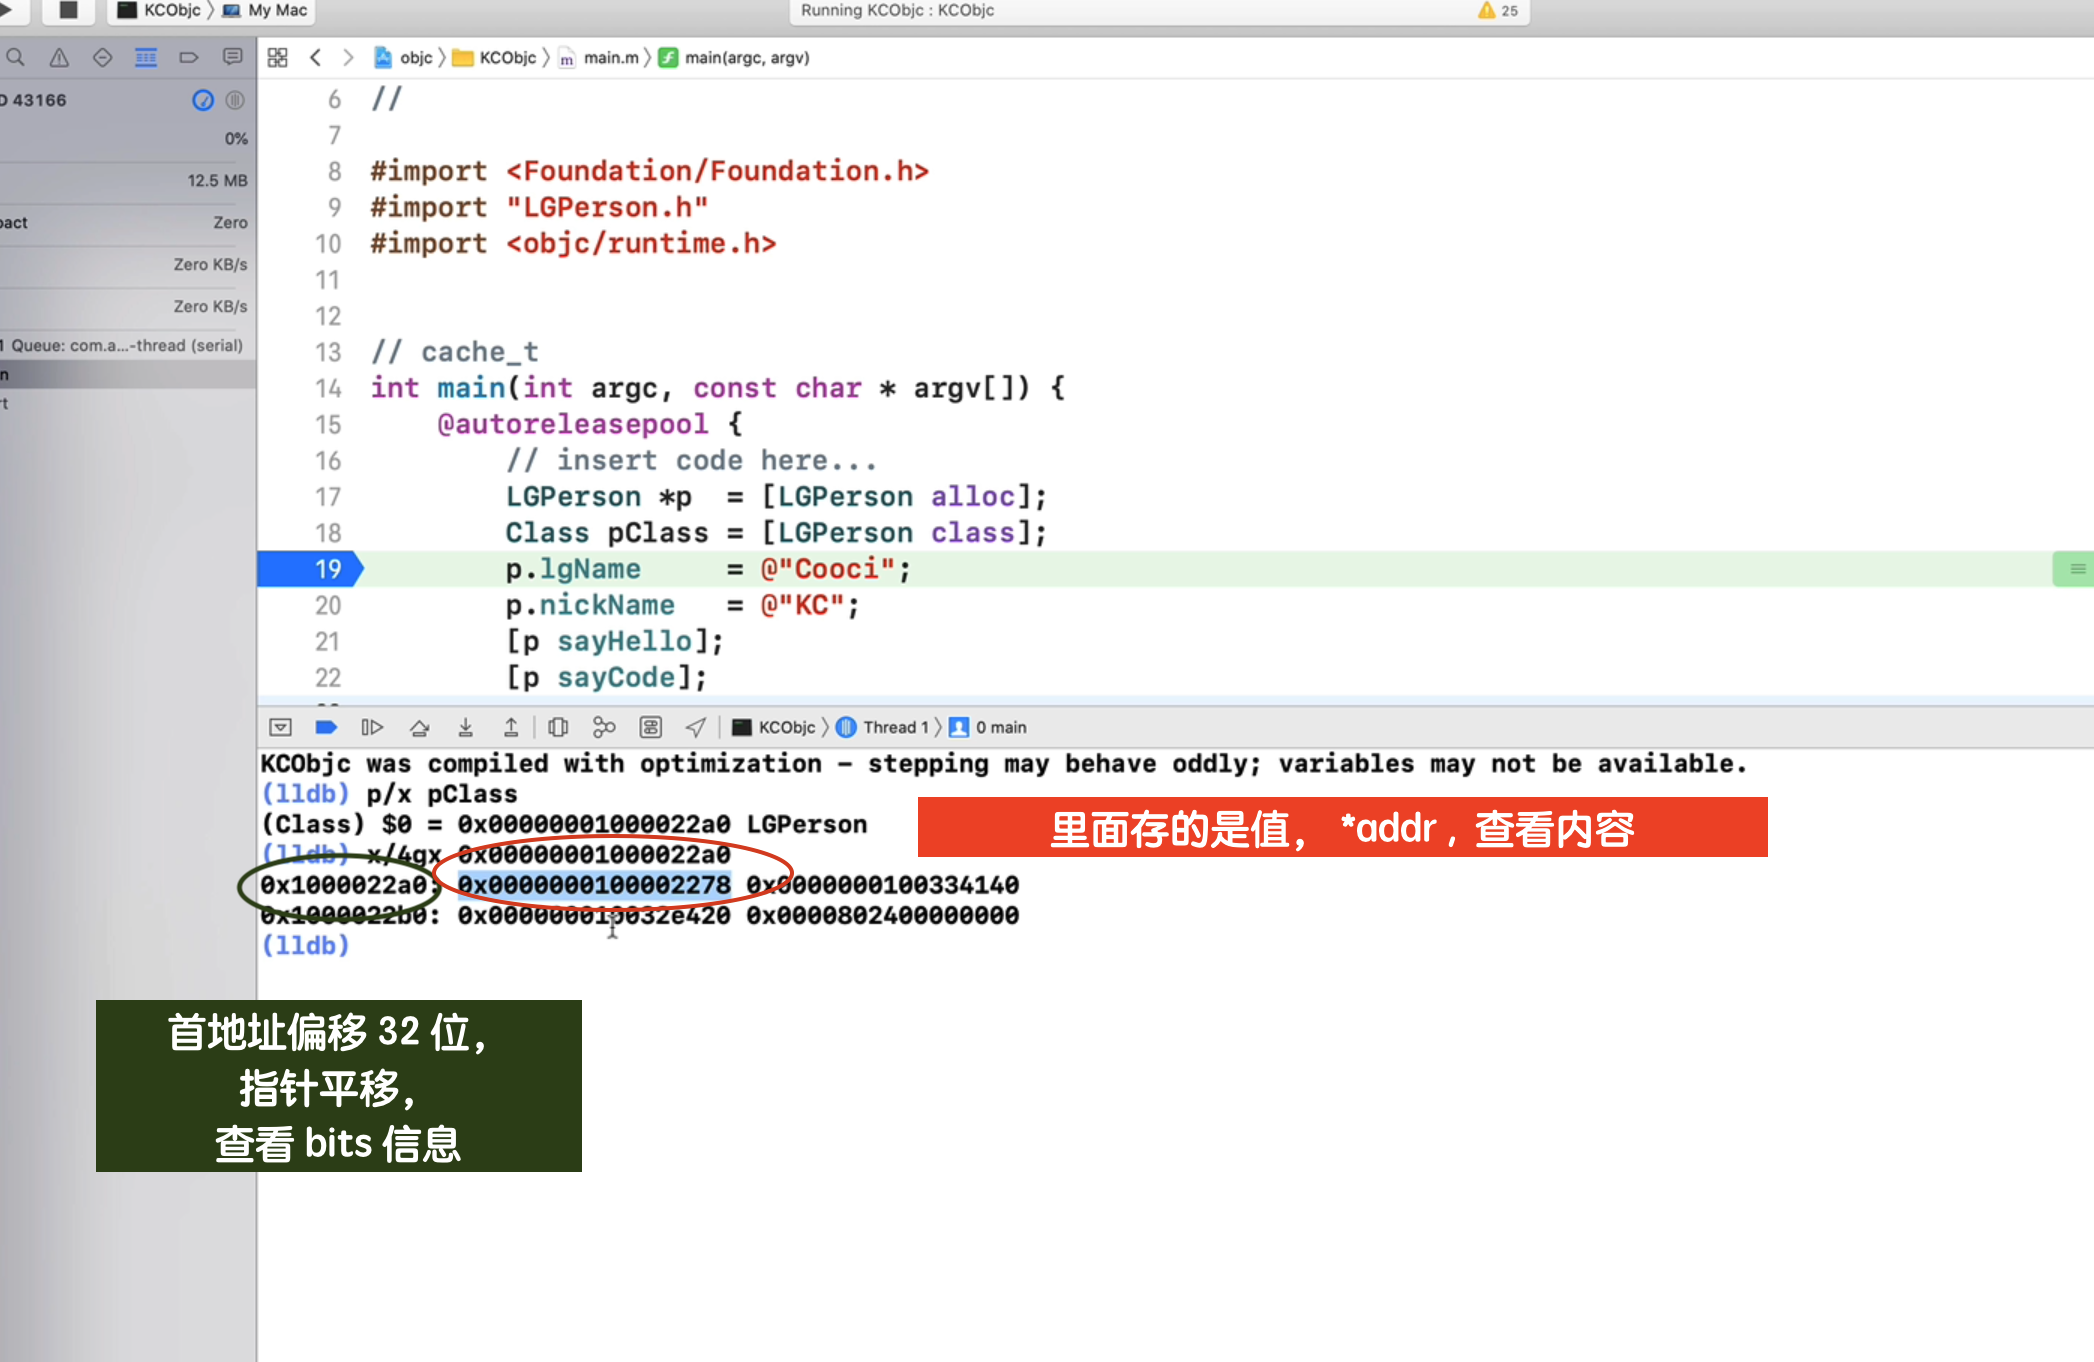 KCObjc 〉 My Mac
Running KCObjc : KCObjc
25
objc 〉 KCObjc 〉 main.m 〉 main(argc, argv)
D 43166
0%
12.5 MB
pact Zero
Zero KB/s
Zero KB/s
1 Queue: com.a...-thread (serial)
n
rt
6 //
7
8 #import <Foundation/Foundation.h>
9 #import "LGPerson.h"
10 #import <objc/runtime.h>
11
12
13 // cache_t
14 int main(int argc, const char * argv[]) {
15 @autoreleasepool {
16 // insert code here...
17 LGPerson *p = [LGPerson alloc];
18 Class pClass = [LGPerson class];
19 p.lgName = @"Cooci";
20 p.nickName = @"KC";
21 [p sayHello];
22 [p sayCode];
KCObjc 〉 Thread 1 〉 0 main
KCObjc was compiled with optimization – stepping may behave oddly; variables may not be available.
(lldb) p/x pClass
(Class) $0 = 0x00000001000022a0 LGPerson
(lldb) x/4gx 0x00000001000022a0
0x1000022a0: 0x0000000100002278 0x0000000100334140
0x1000022b0: 0x000000010032e420 0x0000802400000000
(lldb)
里面存的是值， *addr , 查看内容
首地址偏移 32 位，
指针平移，
查看 bits 信息